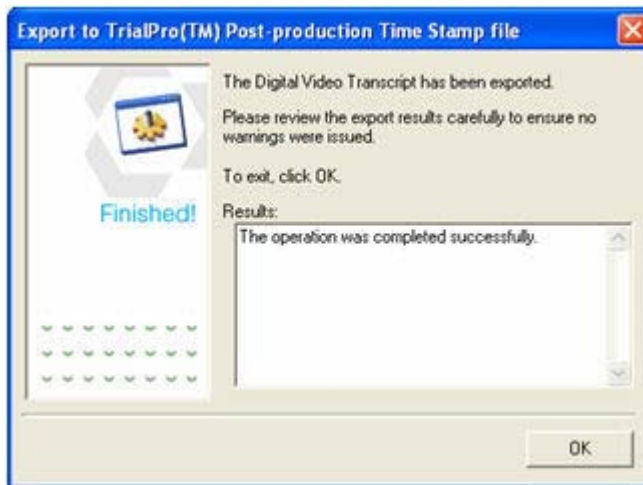 Export to TrialPro(TM) Post-production Time Stamp file
The Digital Video Transcript has been exported.
Please review the export results carefully to ensure no
warnings were issued.
To exit, click OK.
Finished!
Results:
The operation was completed successfully.
OK